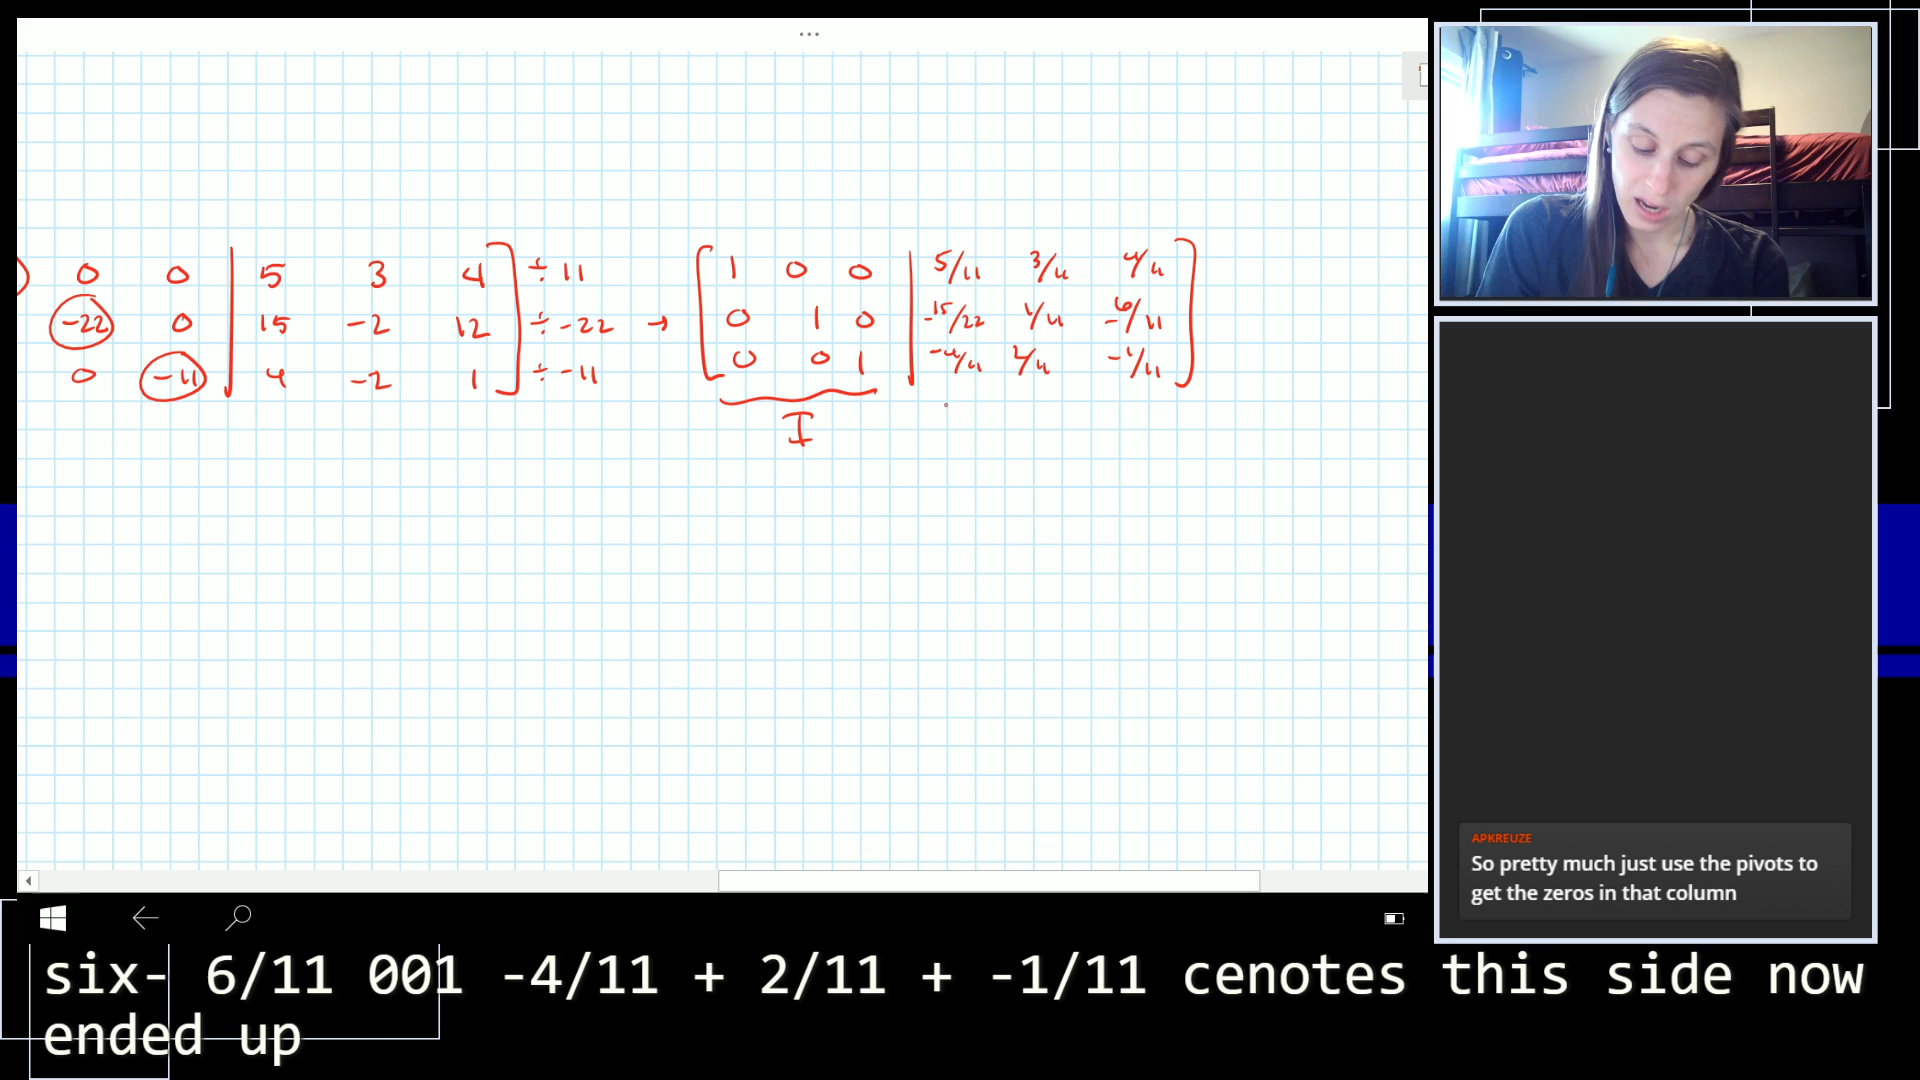 ...
) 0 0 | 5 3 4 ] ÷ 11 [ 1 0 0 | 5/11 3/11 4/11 ]
-22 0 | 15 -2 12 ] ÷ -22 → [ 0 1 0 | -15/22 1/11 -6/11 ]
0 -11 | 4 -2 1 ] ÷ -11 [ 0 0 1 | -4/11 2/11 -1/11 ]
I
APKREUZE
So pretty much just use the pivots to
get the zeros in that column
six- 6/11 001 -4/11 + 2/11 + -1/11 cenotes this side now
ended up